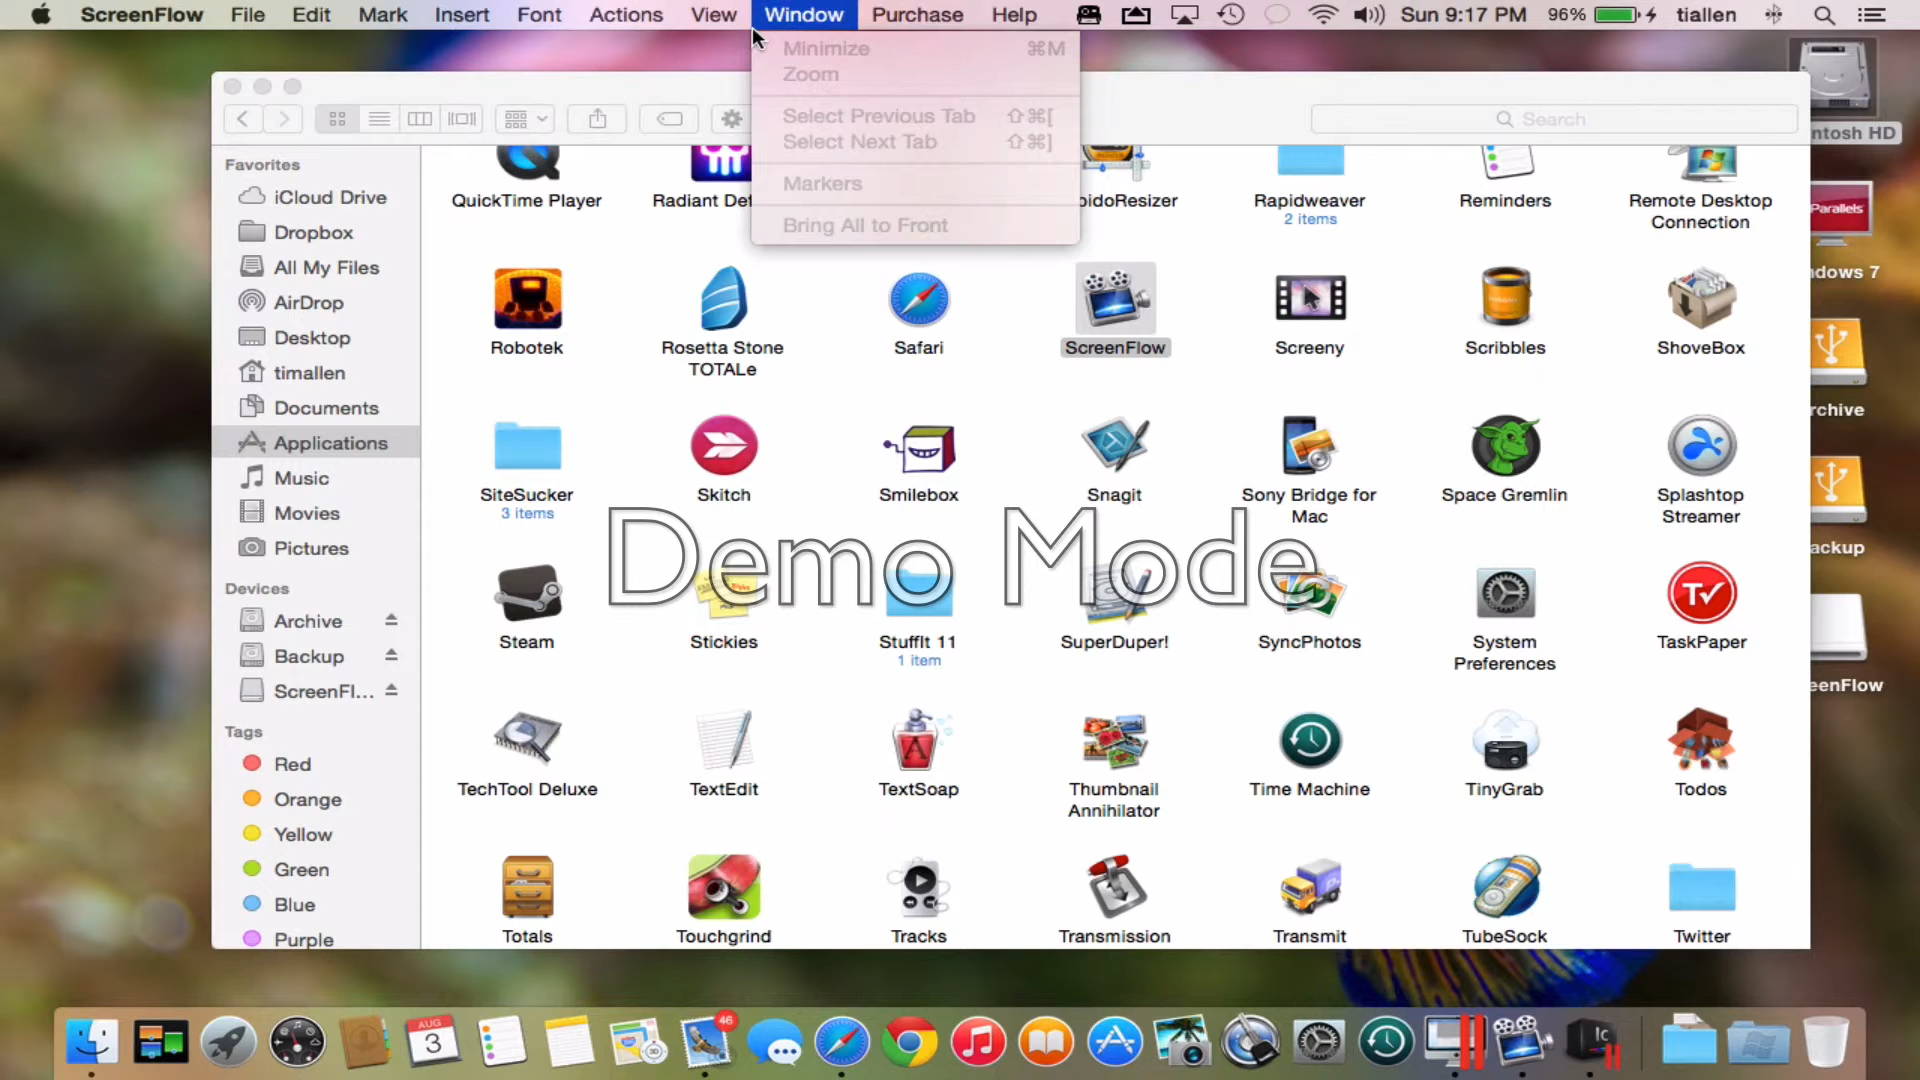 ScreenFlow File Edit Mark Insert Font Actions View Window Purchase Help Sun 9:17 PM 96% tiallen
Minimize ⌘M
Zoom
Select Previous Tab ⇧⌘[
Select Next Tab ⇧⌘]
Markers
Bring All to Front
Search
Favorites
iCloud Drive
Dropbox
All My Files
AirDrop
Desktop
timallen
Documents
Applications
Music
Movies
Pictures
Devices
Archive
Backup
ScreenFl...
Tags
Red
Orange
Yellow
Green
Blue
Purple
QuickTime Player
Radiant De
pidoResizer
Rapidweaver
2 items
Reminders
Remote Desktop
Connection
Robotek
Rosetta Stone
TOTALe
Safari
ScreenFlow
Screeny
Scribbles
ShoveBox
SiteSucker
3 items
Skitch
Smilebox
Snagit
Sony Bridge for
Mac
Space Gremlin
Splashtop
Streamer
Demo Mode
Steam
Stickies
StuffIt 11
1 item
SuperDuper!
SyncPhotos
System
Preferences
TaskPaper
TechTool Deluxe
TextEdit
TextSoap
Thumbnail
Annihilator
Time Machine
TinyGrab
Todos
Totals
Touchgrind
Tracks
Transmission
Transmit
TubeSock
Twitter
ntosh HD
Parallels
ndows 7
rchive
ackup
eenFlow
AUG
3
46